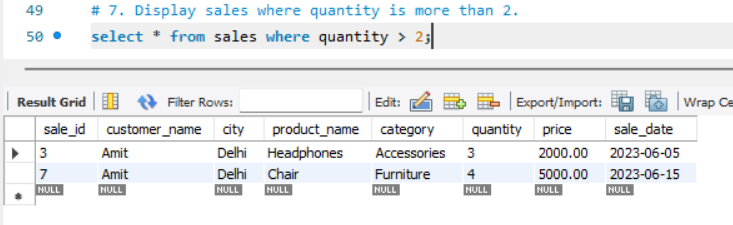 49 # 7. Display sales where quantity is more than 2.
50 select * from sales where quantity > 2;
Result Grid Filter Rows: Edit: Export/Import: Wrap Ce
sale_id customer_name city product_name category quantity price sale_date
3 Amit Delhi Headphones Accessories 3 2000.00 2023-06-05
7 Amit Delhi Chair Furniture 4 5000.00 2023-06-15
NULL NULL NULL NULL NULL NULL NULL NULL